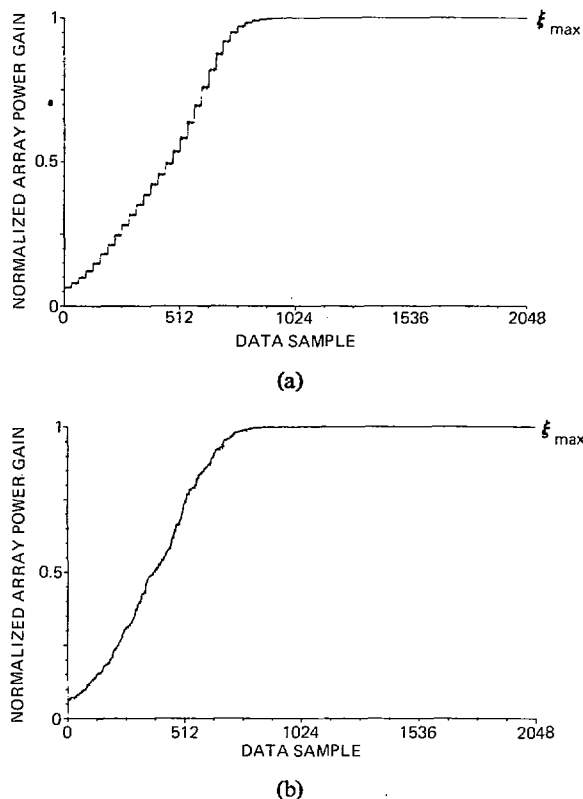 NORMALIZED ARRAY POWER GAIN
1
0.5
0
ξ max
0 512 1024 1536 2048
DATA SAMPLE
(a)
NORMALIZED ARRAY POWER GAIN
1
0.5
0
ξ max
0 512 1024 1536 2048
DATA SAMPLE
(b)